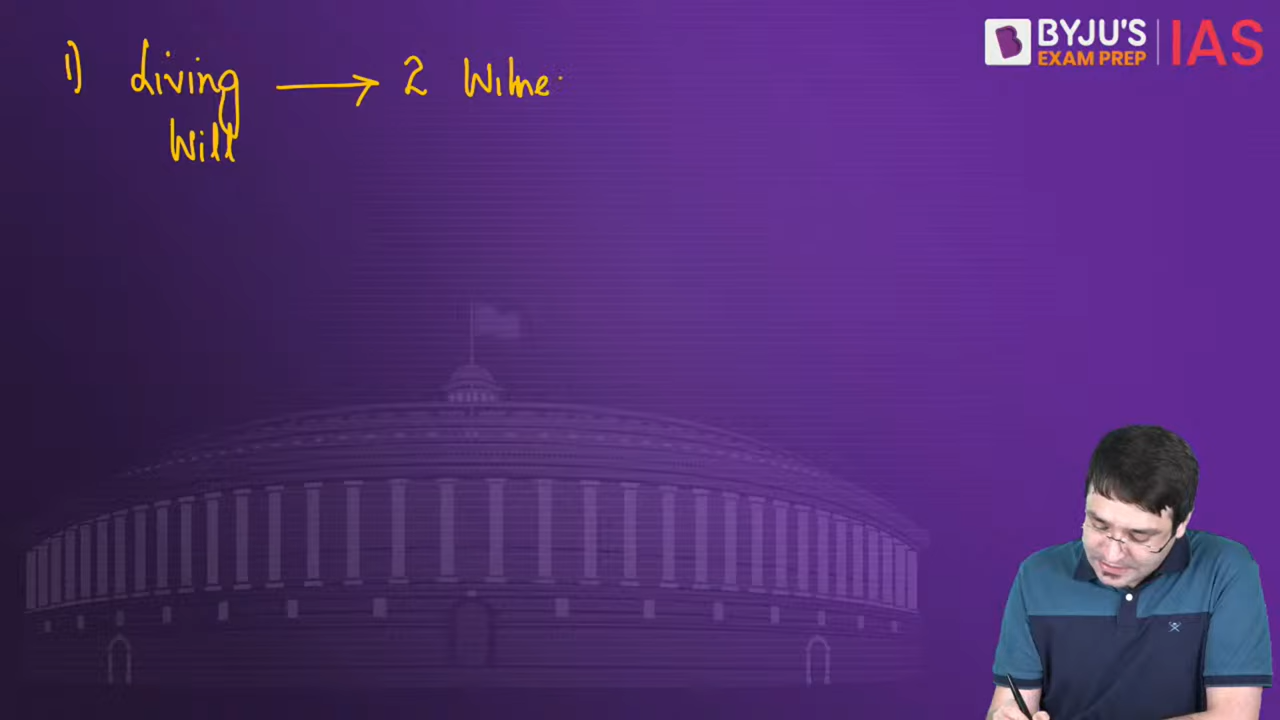 1) Living → 2 Witne
Will
BYJU'S
EXAM PREP
IAS